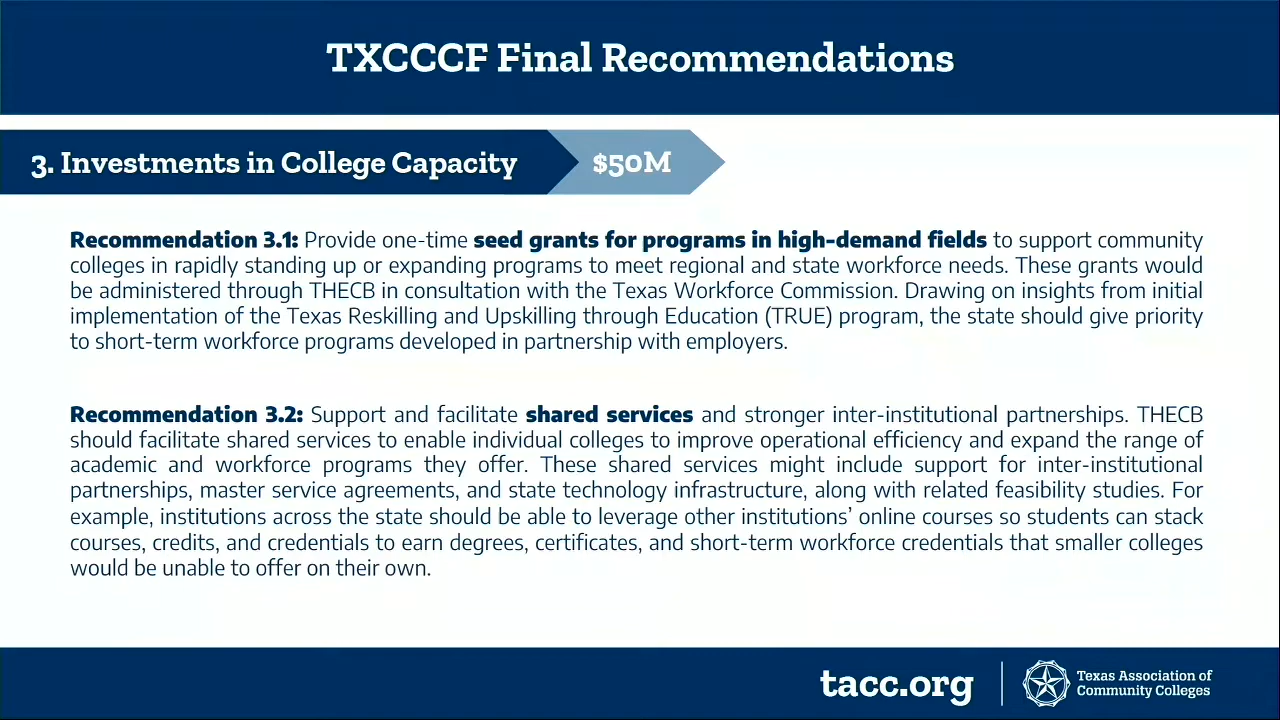 TXCCCF Final Recommendations
3. Investments in College Capacity
$50M
Recommendation 3.1: Provide one-time seed grants for programs in high-demand fields to support community
colleges in rapidly standing up or expanding programs to meet regional and state workforce needs. These grants would
be administered through THECB in consultation with the Texas Workforce Commission. Drawing on insights from initial
implementation of the Texas Reskilling and Upskilling through Education (TRUE) program, the state should give priority
to short-term workforce programs developed in partnership with employers.
Recommendation 3.2: Support and facilitate shared services and stronger inter-institutional partnerships. THECB
should facilitate shared services to enable individual colleges to improve operational efficiency and expand the range of
academic and workforce programs they offer. These shared services might include support for inter-institutional
partnerships, master service agreements, and state technology infrastructure, along with related feasibility studies. For
example, institutions across the state should be able to leverage other institutions’ online courses so students can stack
courses, credits, and credentials to earn degrees, certificates, and short-term workforce credentials that smaller colleges
would be unable to offer on their own.
tacc.org
Texas Association of
Community Colleges